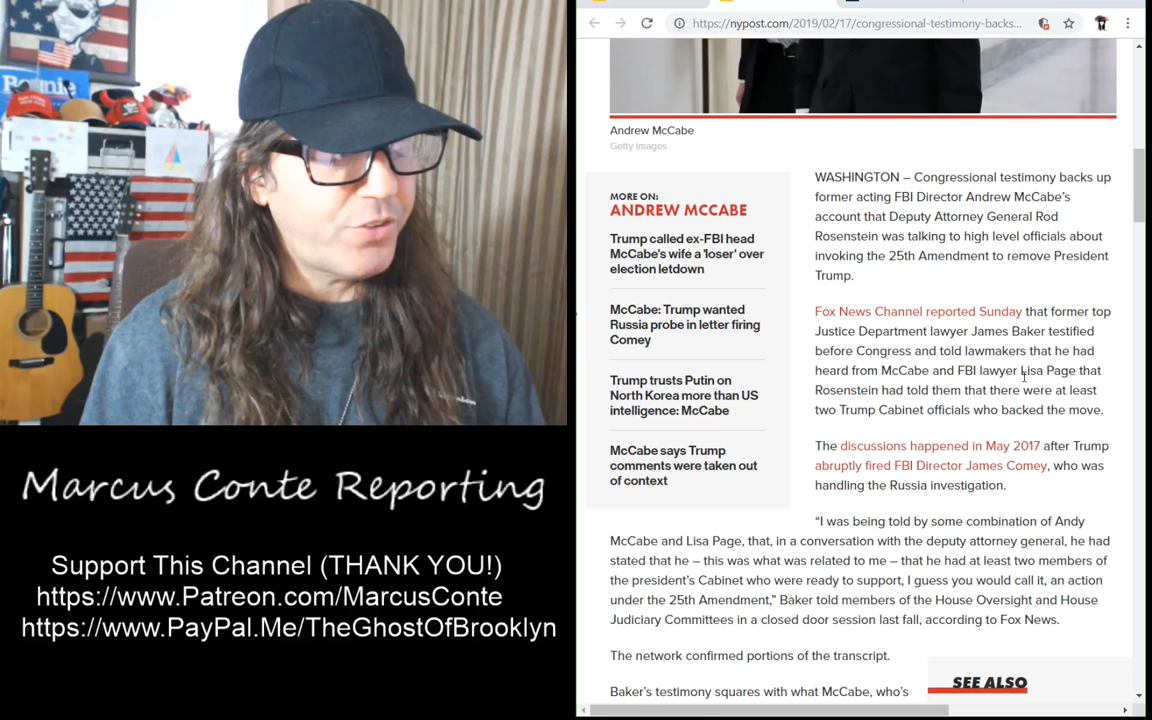 Ronnie
Marcus Conte Reporting
Support This Channel (THANK YOU!)
https://www.Patreon.com/MarcusConte
https://www.PayPal.Me/TheGhostOfBrooklyn
https://nypost.com/2019/02/17/congressional-testimony-backs...
Andrew McCabe
Getty Images
MORE ON:
ANDREW MCCABE
Trump called ex-FBI head
McCabe's wife a 'loser' over
election letdown
McCabe: Trump wanted
Russia probe in letter firing
Comey
Trump trusts Putin on
North Korea more than US
intelligence: McCabe
McCabe says Trump
comments were taken out
of context
WASHINGTON – Congressional testimony backs up
former acting FBI Director Andrew McCabe’s
account that Deputy Attorney General Rod
Rosenstein was talking to high level officials about
invoking the 25th Amendment to remove President
Trump.
Fox News Channel reported Sunday that former top
Justice Department lawyer James Baker testified
before Congress and told lawmakers that he had
heard from McCabe and FBI lawyer Lisa Page that
Rosenstein had told them that there were at least
two Trump Cabinet officials who backed the move.
The discussions happened in May 2017 after Trump
abruptly fired FBI Director James Comey, who was
handling the Russia investigation.
“I was being told by some combination of Andy
McCabe and Lisa Page, that, in a conversation with the deputy attorney general, he had
stated that he – this was what was related to me – that he had at least two members of
the president’s Cabinet who were ready to support, I guess you would call it, an action
under the 25th Amendment,” Baker told members of the House Oversight and House
Judiciary Committees in a closed door session last fall, according to Fox News.
The network confirmed portions of the transcript.
Baker’s testimony squares with what McCabe, who’s
SEE ALSO